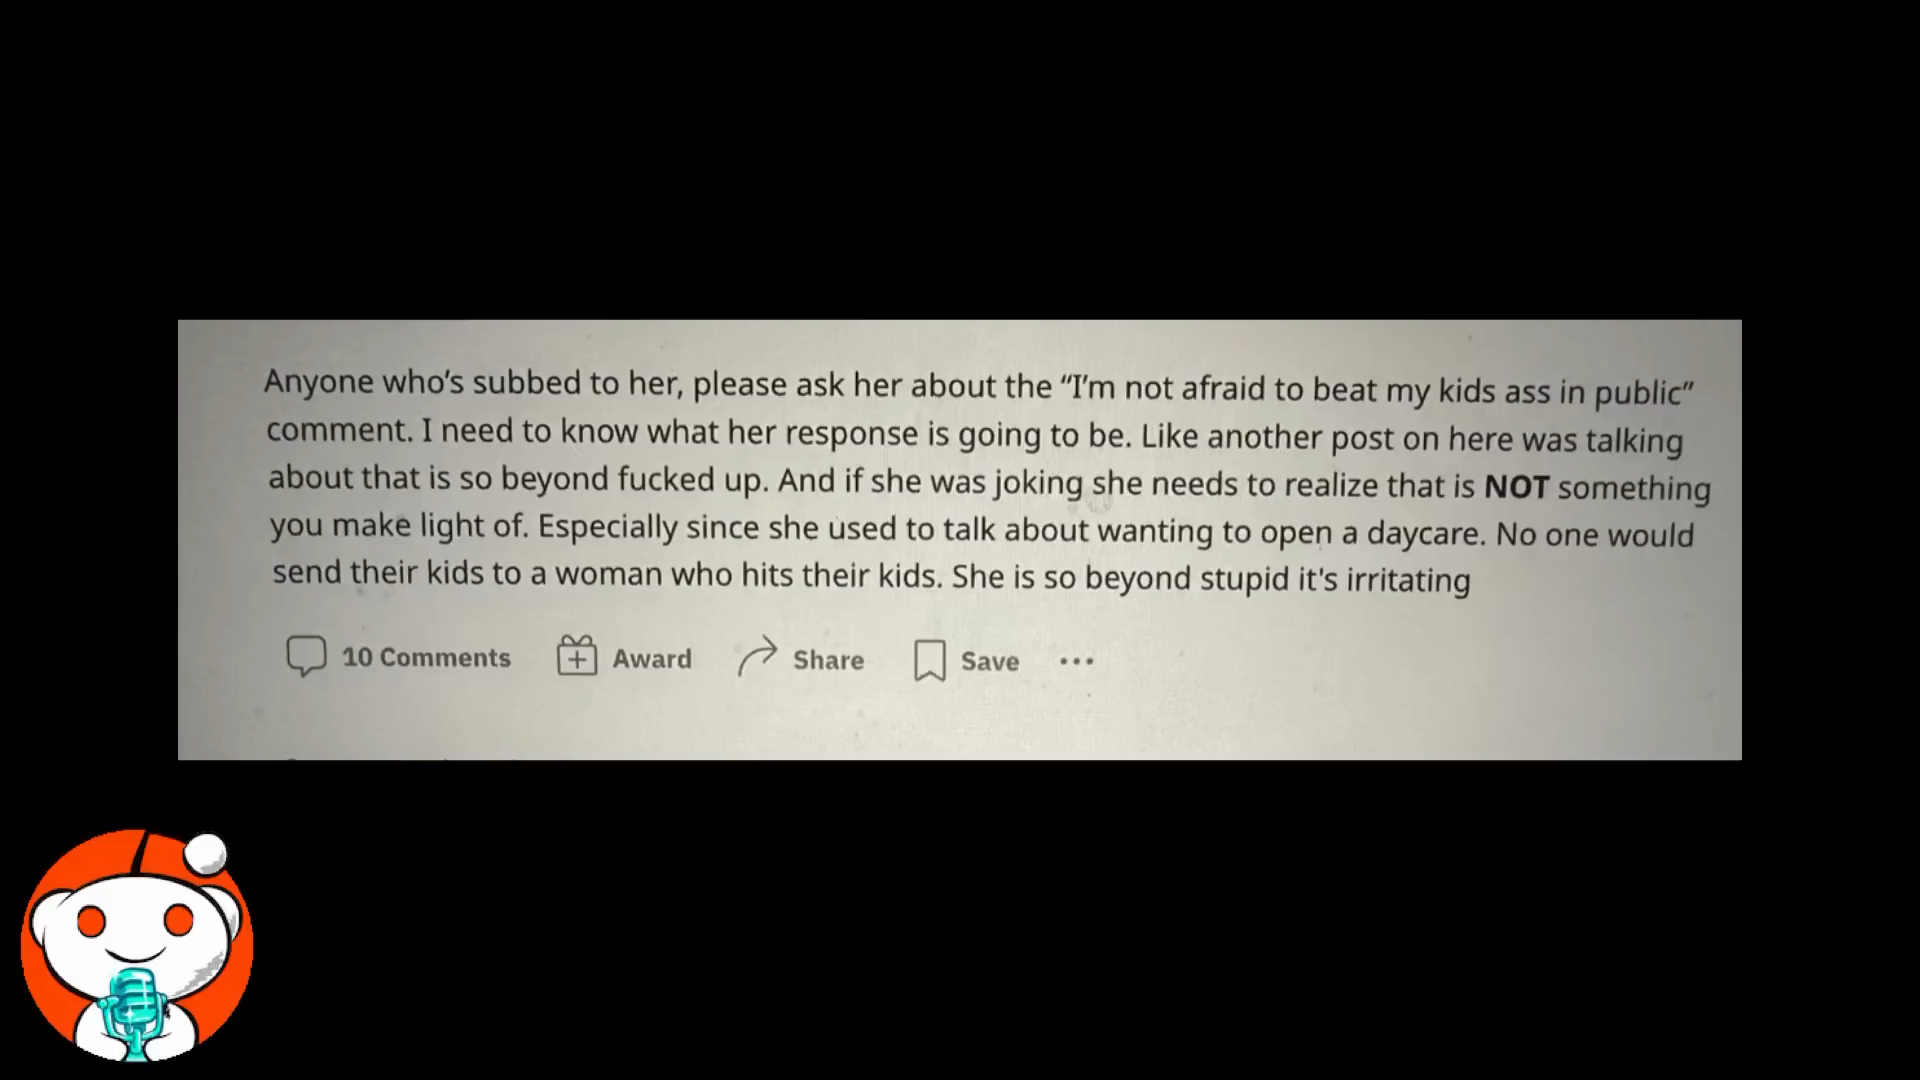 Anyone who's subbed to her, please ask her about the “I'm not afraid to beat my kids ass in public”
comment. I need to know what her response is going to be. Like another post on here was talking
about that is so beyond fucked up. And if she was joking she needs to realize that is NOT something
you make light of. Especially since she used to talk about wanting to open a daycare. No one would
send their kids to a woman who hits their kids. She is so beyond stupid it's irritating
10 Comments Award Share Save